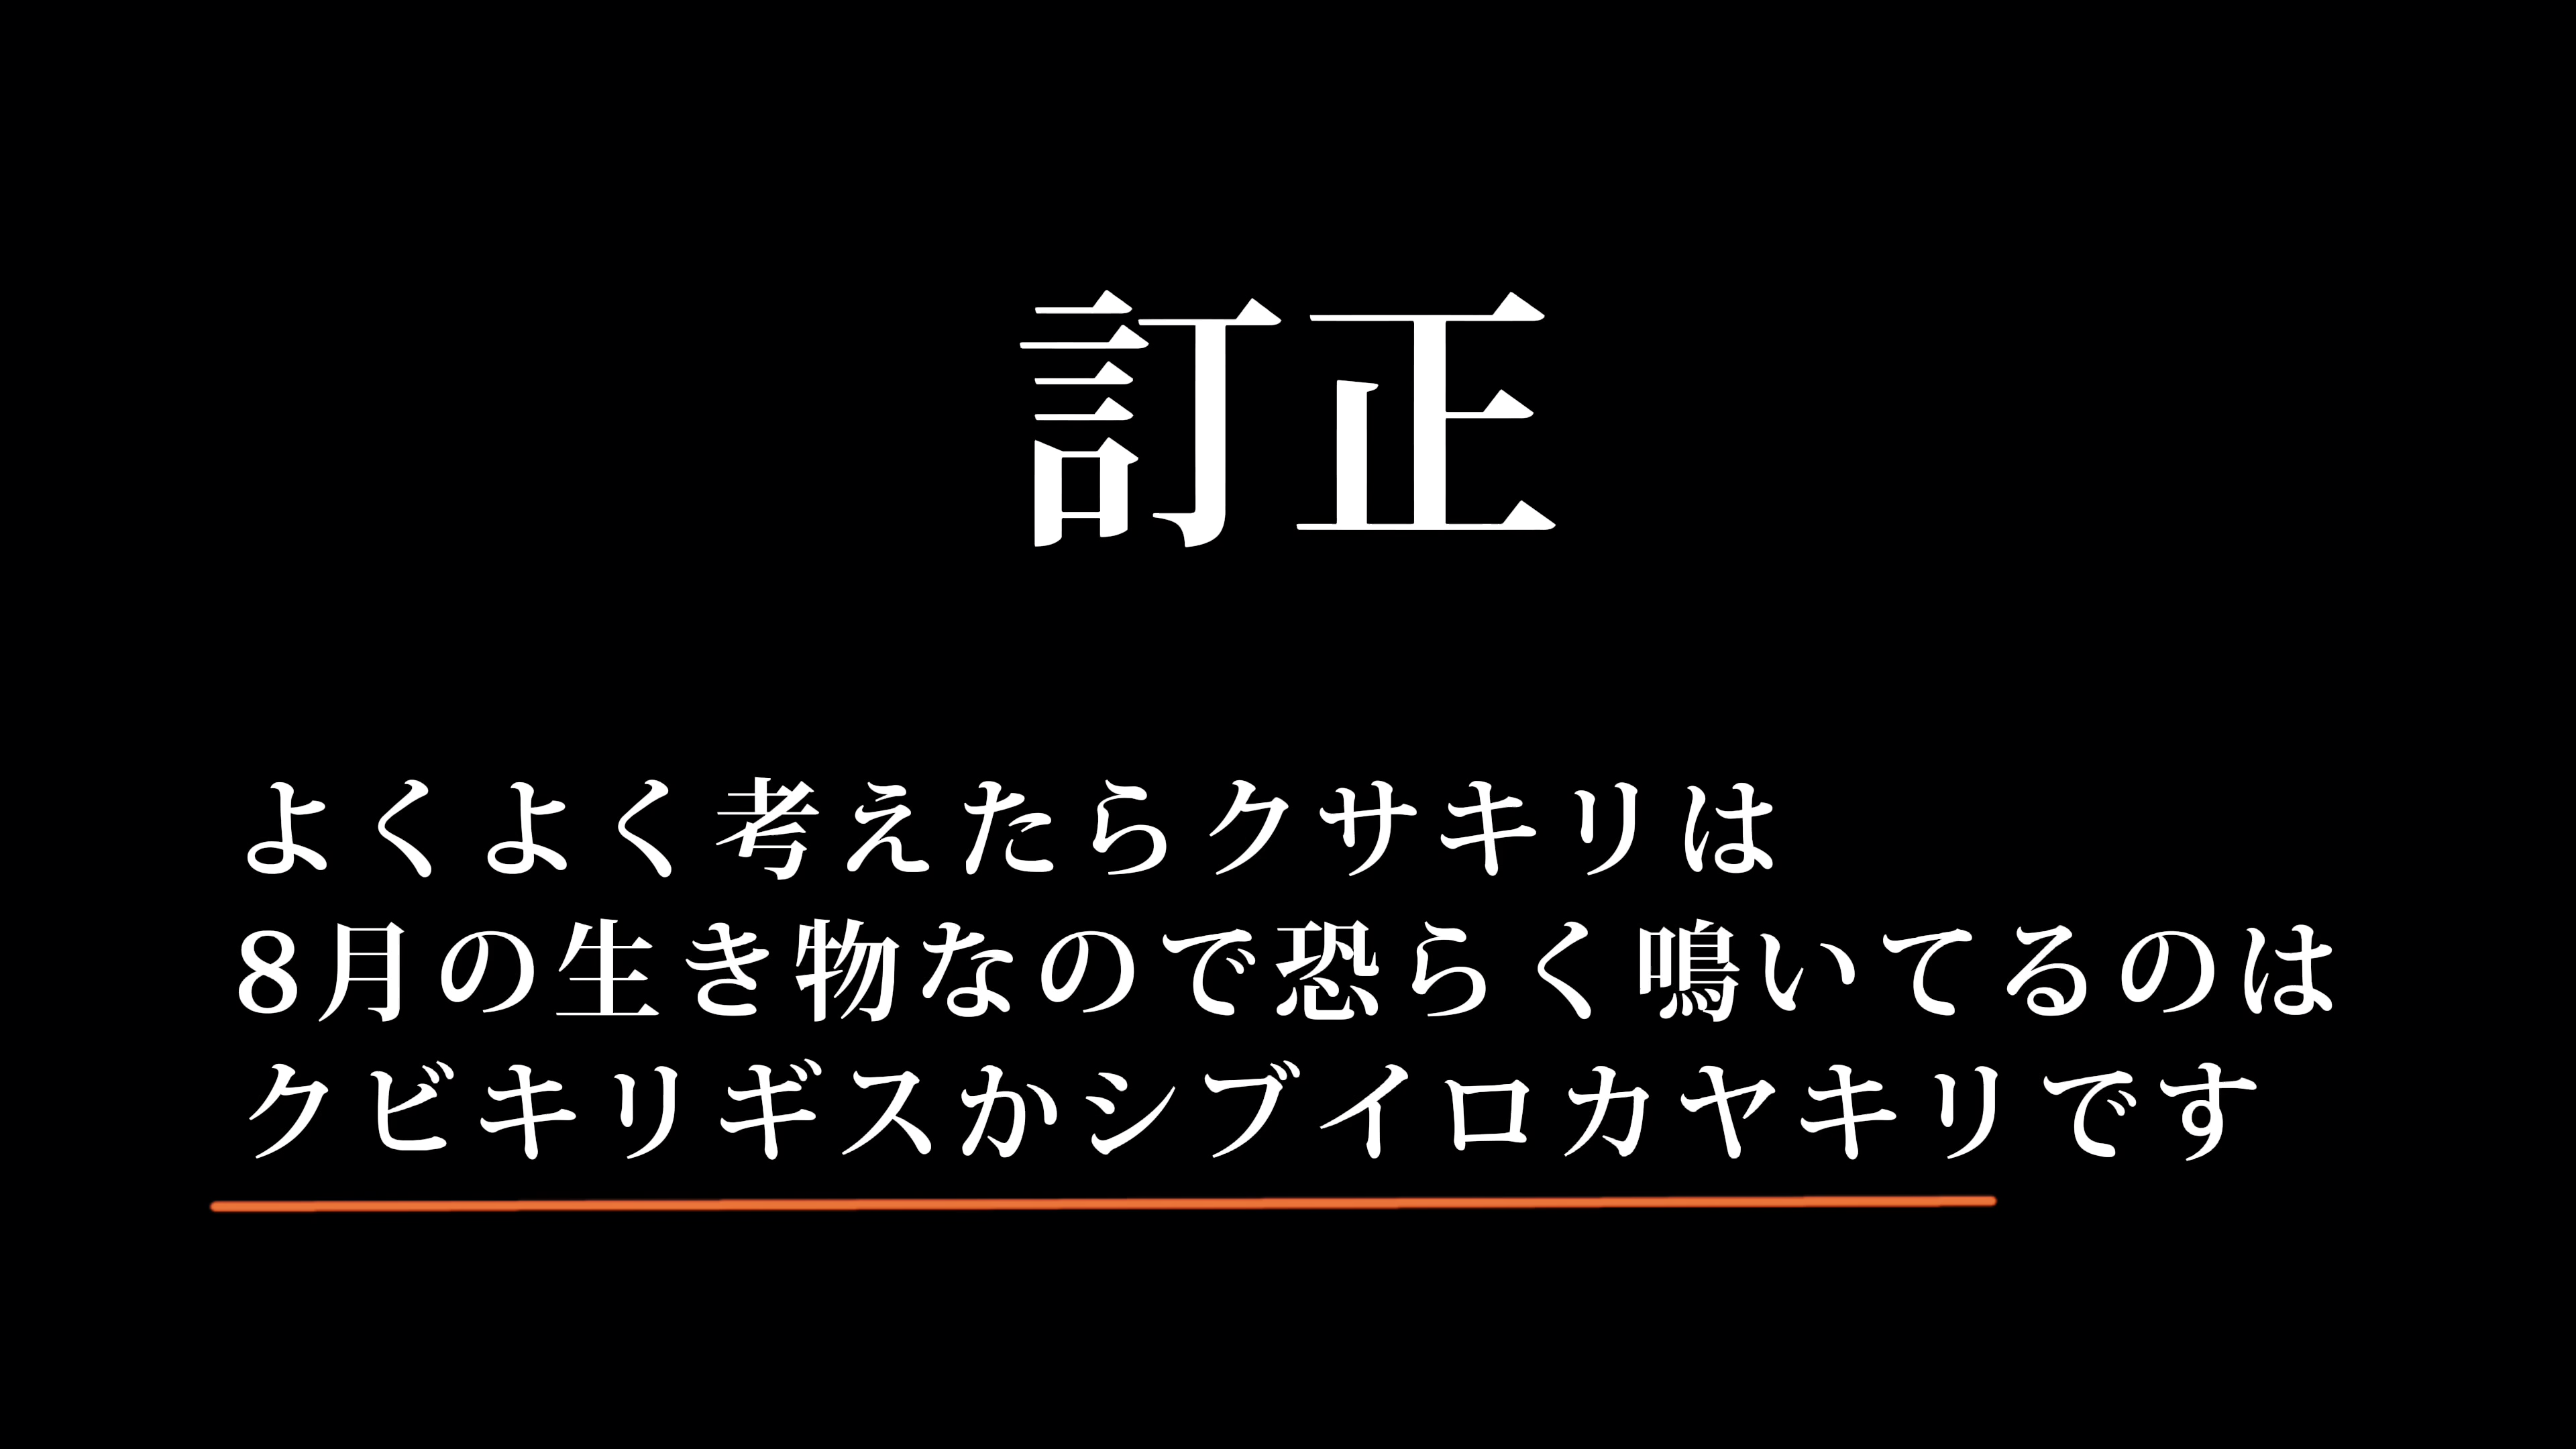 訂正
よくよく考えたらクサキリは
8月の生き物なので恐らく鳴いてるのは
クビキリギスかシブイロカヤキリです